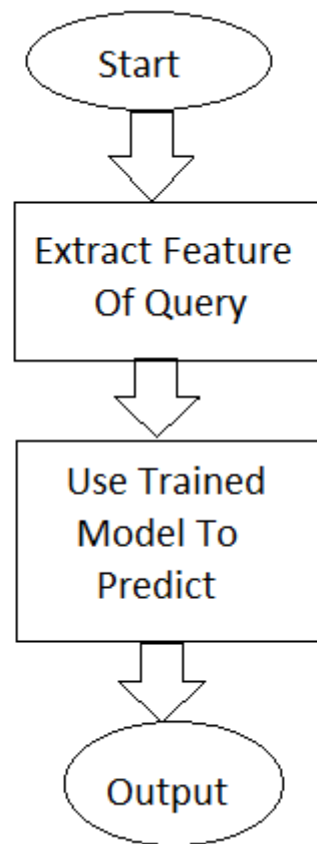 Start
Extract Feature
Of Query
Use Trained
Model To
Predict
Output